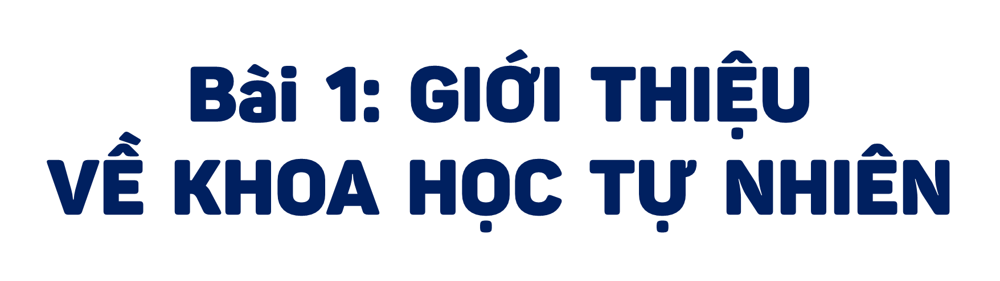 Bài 1: GIỚI THIỆU
VỀ KHOA HỌC TỰ NHIÊN